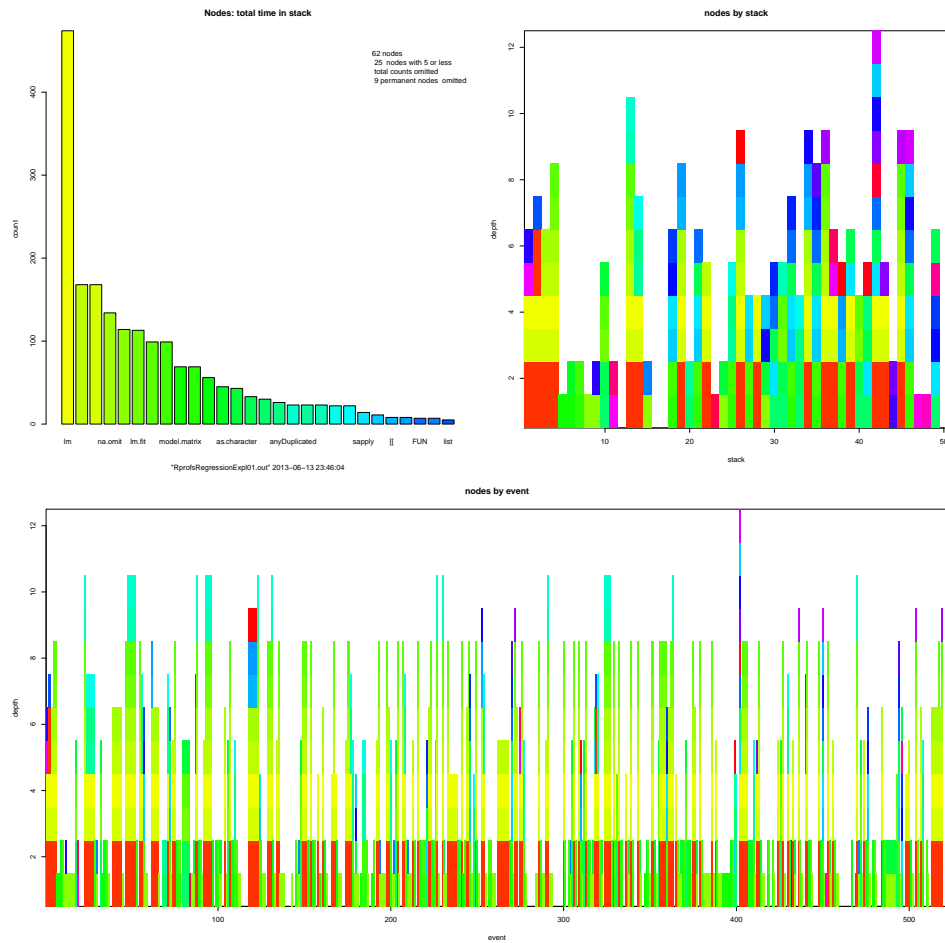 Nodes: total time in stack
62 nodes
25  nodes with 5 or less
total counts omitted
9 permanent nodes  omitted
count
0
100
200
300
400
lm
na.omit
lm.fit
model.matrix
as.character
anyDuplicated
sapply
[[
FUN
list
"RprofsRegressionExpl01.out" 2013−06−13 23:46:04
nodes by stack
depth
2
4
6
8
10
12
10
20
30
40
50
stack
nodes by event
depth
2
4
6
8
10
12
100
200
300
400
500
event